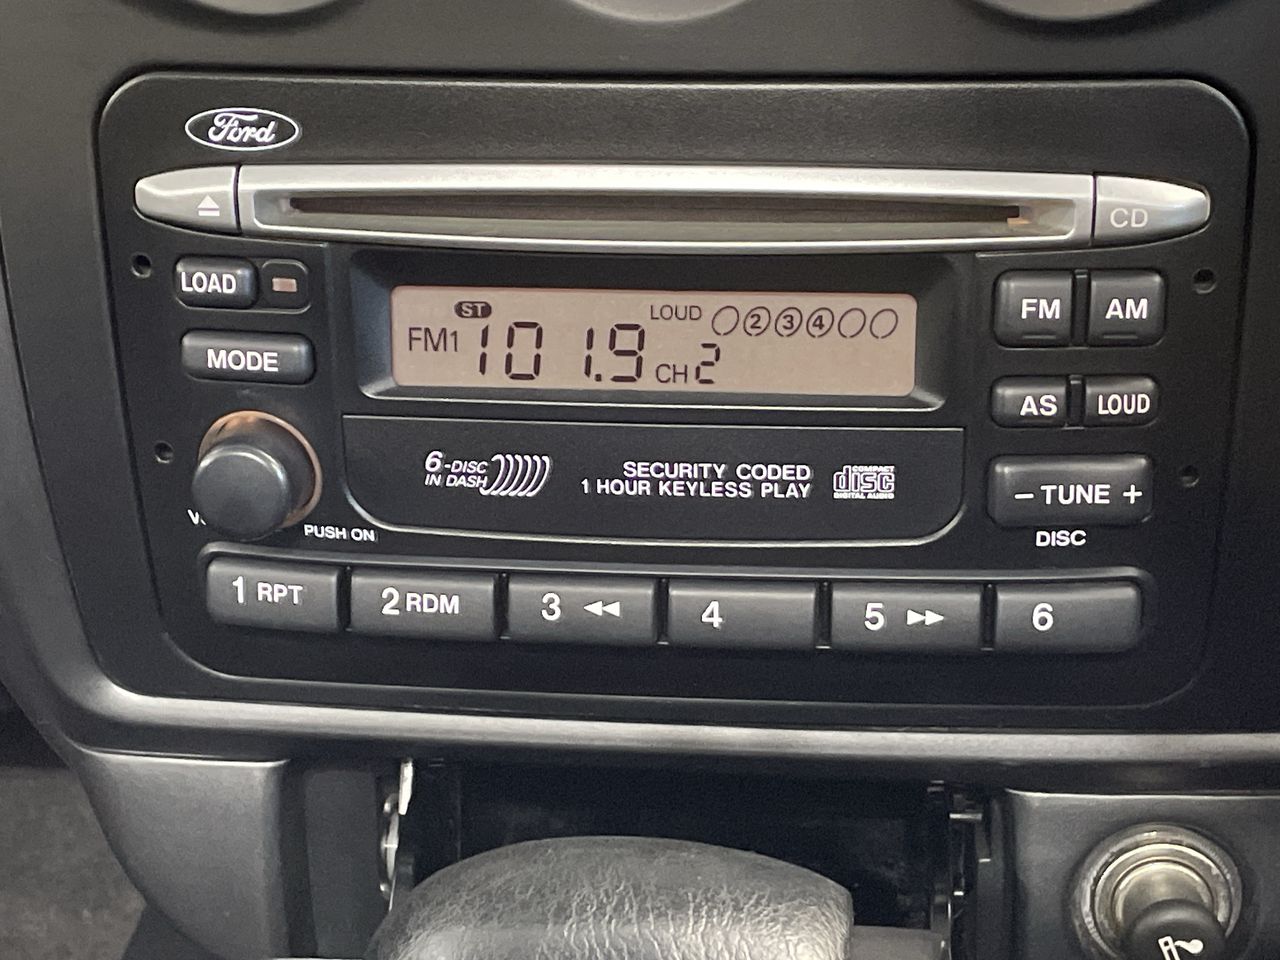 Ford
CD
LOAD
FM AM
ST
LOUD 2 3 4
FM1 101.9 CH 2
MODE
AS LOUD
6-DISC
IN DASH
SECURITY CODED
1 HOUR KEYLESS PLAY
COMPACT
disc
DIGITAL AUDIO
- TUNE +
PUSH ON
DISC
1 RPT 2 RDM 3 4 5 6